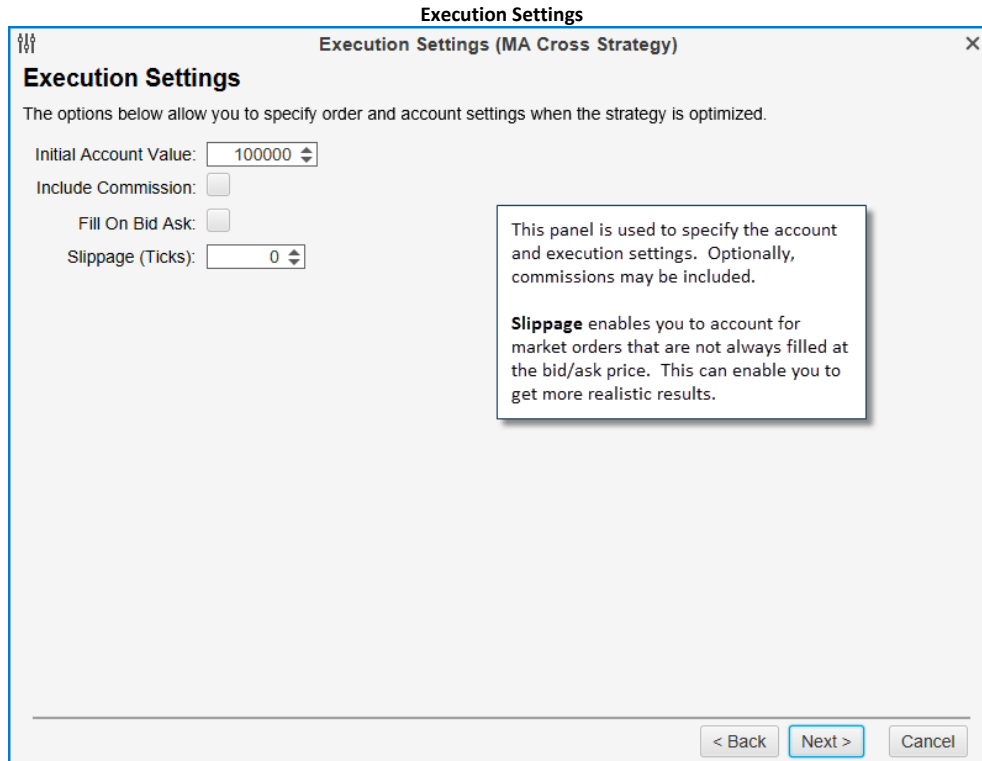 Execution Settings
Execution Settings (MA Cross Strategy)
Execution Settings
The options below allow you to specify order and account settings when the strategy is optimized.
Initial Account Value: 100000
Include Commission:
Fill On Bid Ask:
Slippage (Ticks): 0
This panel is used to specify the account
and execution settings. Optionally,
commissions may be included.
Slippage enables you to account for
market orders that are not always filled at
the bid/ask price. This can enable you to
get more realistic results.
< Back Next > Cancel